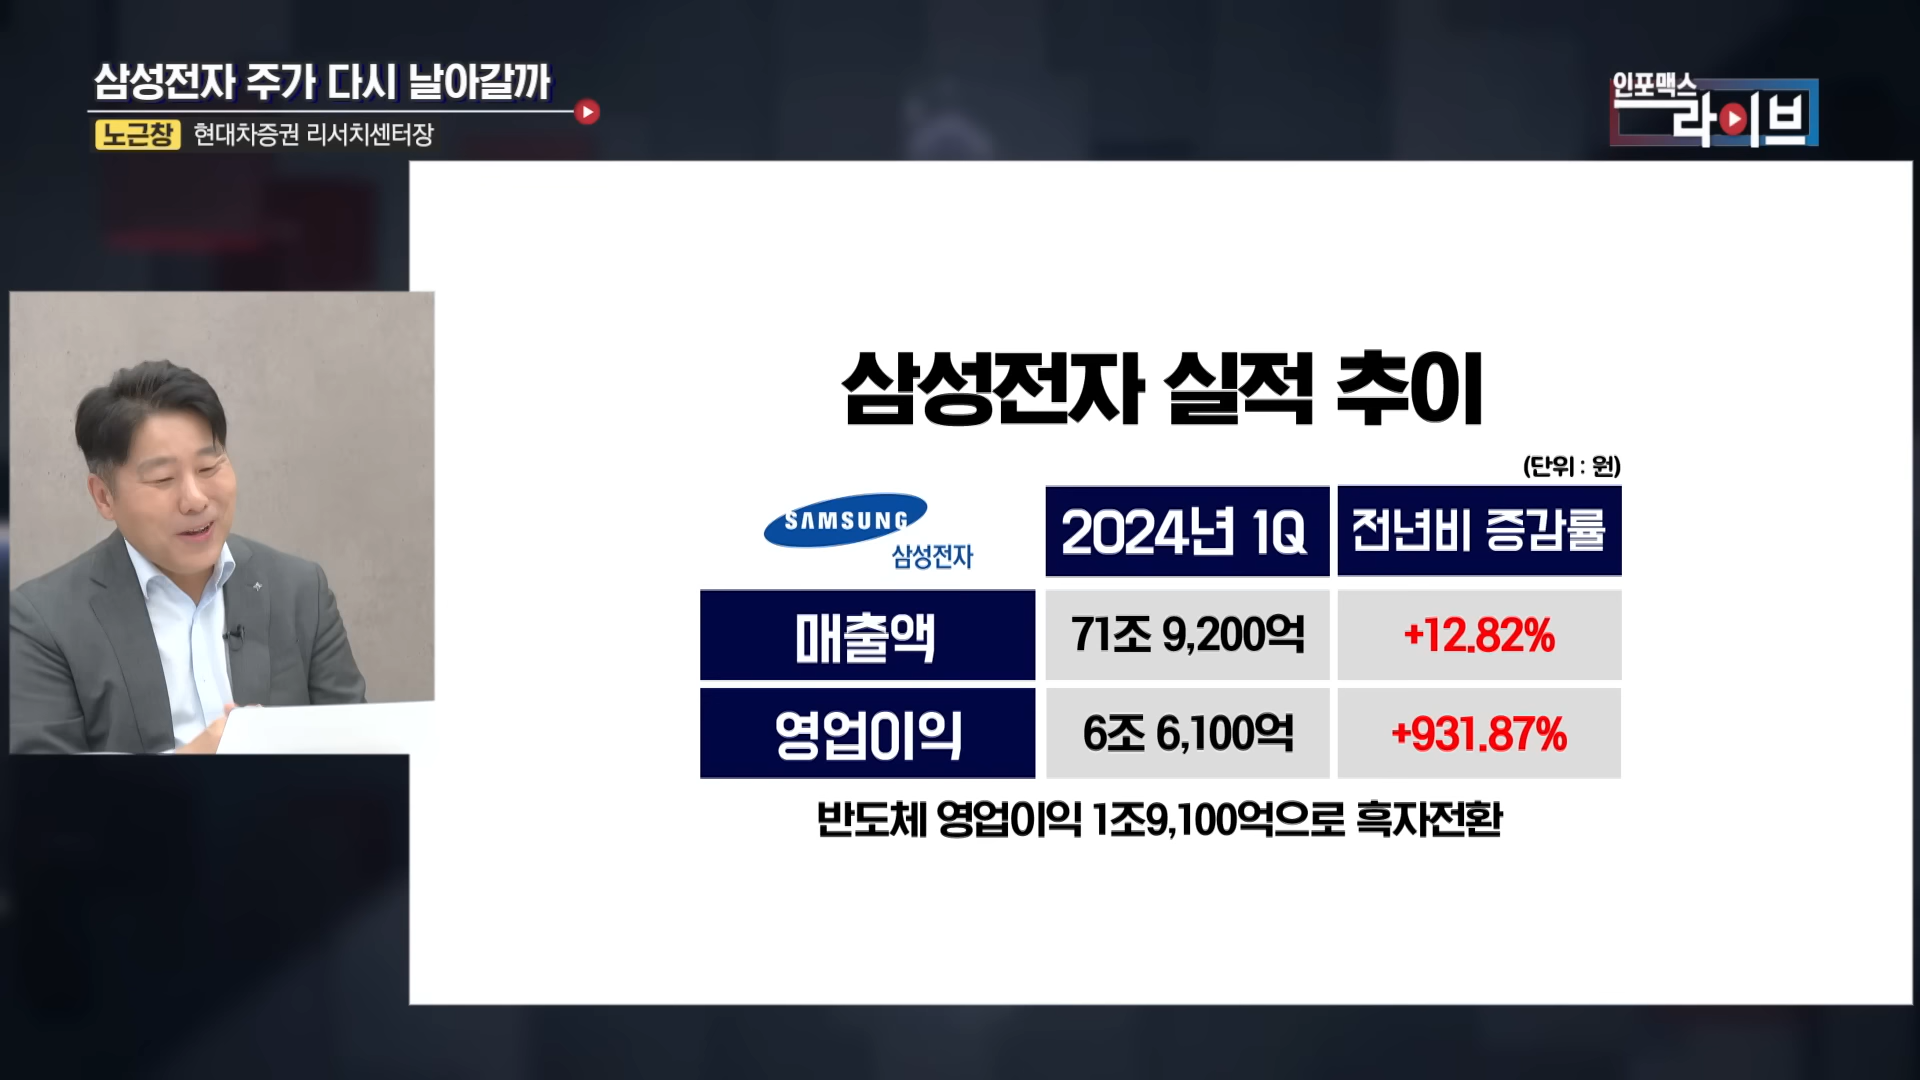 삼성전자 주가 다시 날아갈까
노근창 현대차증권 리서치센터장
인포맥스
라이브
삼성전자 실적 추이
(단위 : 원)
SAMSUNG
삼성전자
2024년 1Q 전년비 증감률
매출액 71조 9,200억 +12.82%
영업이익 6조 6,100억 +931.87%
반도체 영업이익 1조9,100억으로 흑자전환